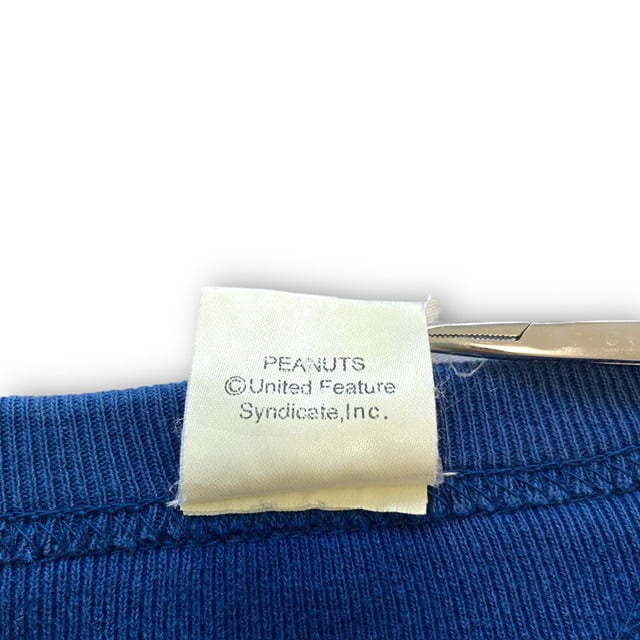 PEANUTS
©United Feature
Syndicate,Inc.